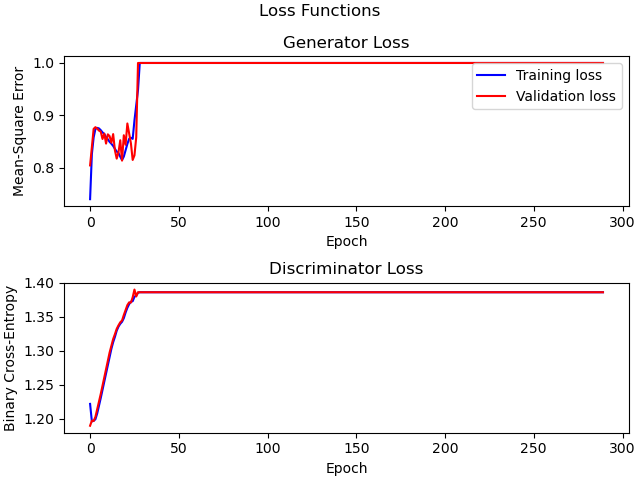 Loss Functions
Generator Loss
Mean-Square Error
1.0
0.9
0.8
Training loss
Validation loss
0 50 100 150 200 250 300
Epoch
Discriminator Loss
Binary Cross-Entropy
1.40
1.35
1.30
1.25
1.20
0 50 100 150 200 250 300
Epoch